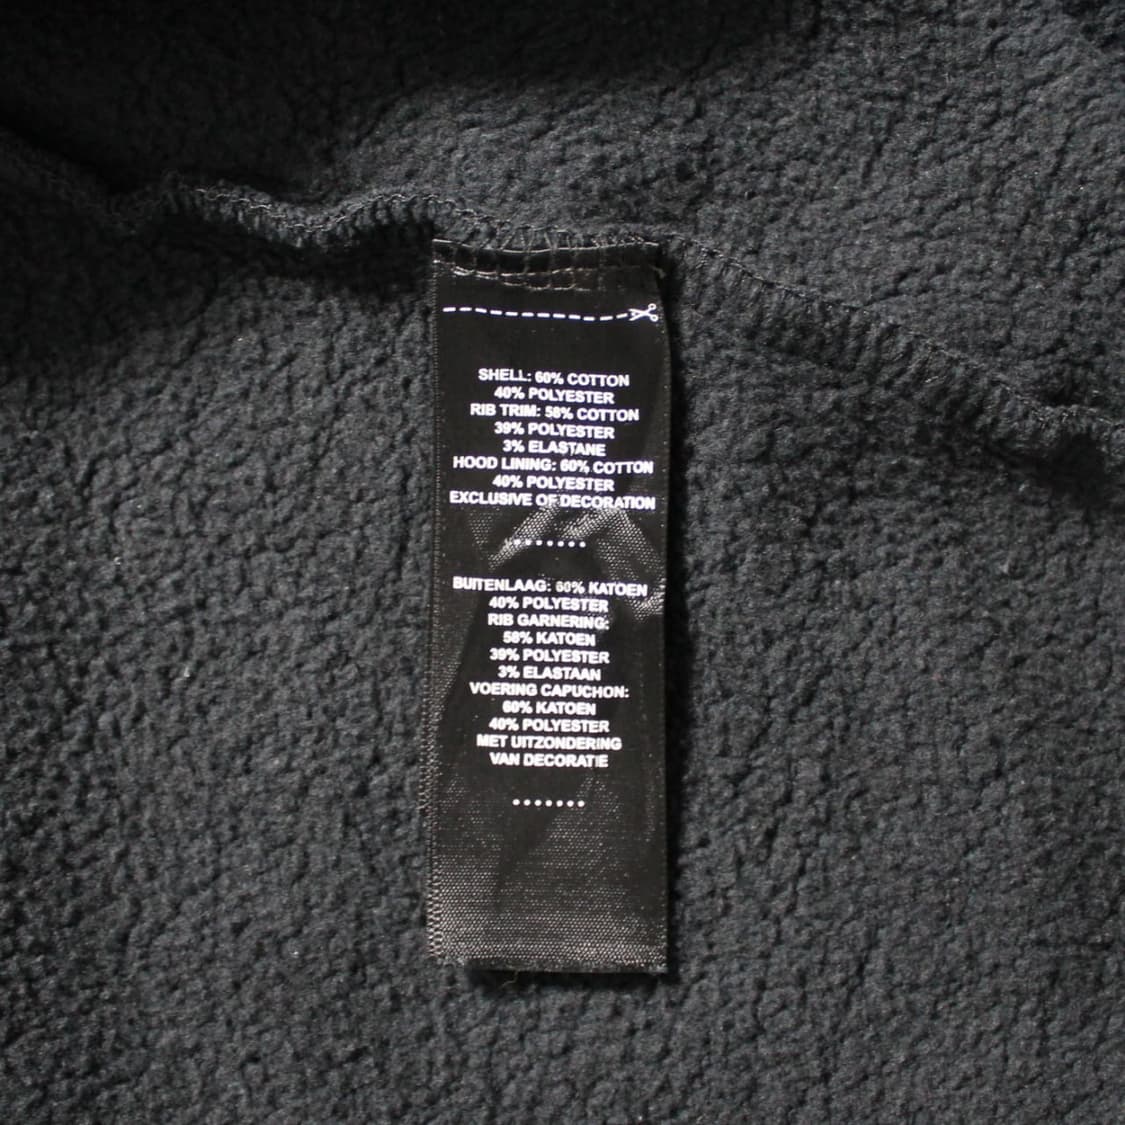 SHELL: 60% COTTON
40% POLYESTER
RIB TRIM: 58% COTTON
39% POLYESTER
3% ELASTANE
HOOD LINING: 60% COTTON
40% POLYESTER
EXCLUSIVE OF DECORATION
BUITENLAAG: 60% KATOEN
40% POLYESTER
RIB GARNERING:
58% KATOEN
39% POLYESTER
3% ELASTAAN
VOERING CAPUCHON:
60% KATOEN
40% POLYESTER
MET UITZONDERING
VAN DECORATIE